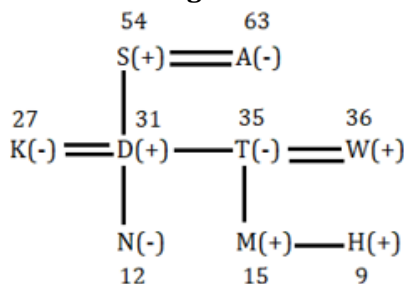 54 63
S(+) A(-)
27 31 35 36
K(-) D(+) T(-) W(+)
N(-) M(+) H(+)
12 15 9